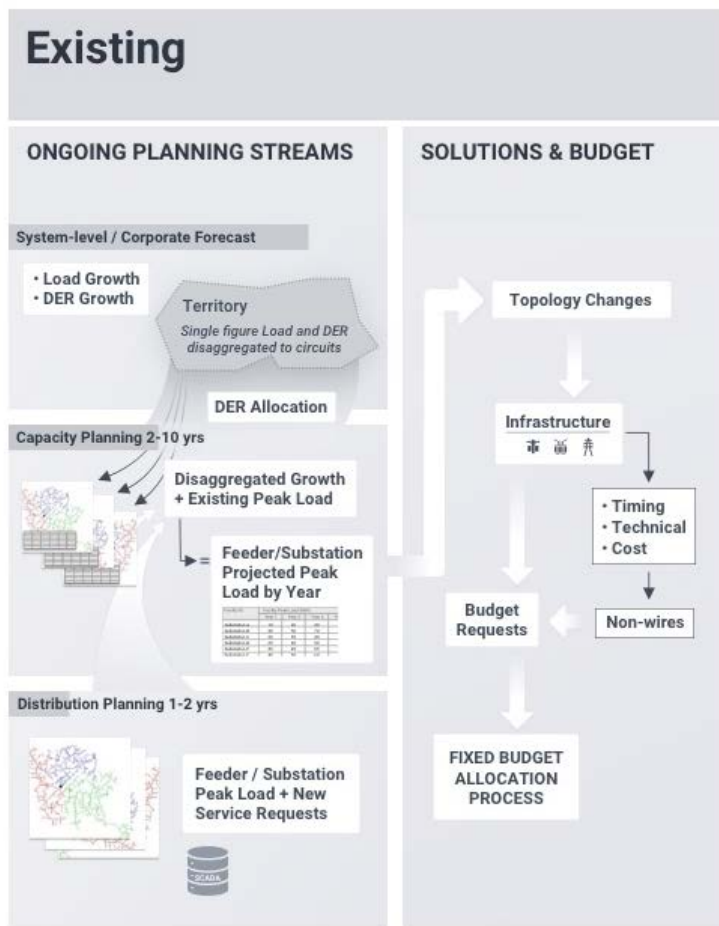 Existing
ONGOING PLANNING STREAMS
System-level / Corporate Forecast
• Load Growth
• DER Growth
Territory
Single figure Load and DER
disaggregated to circuits
DER Allocation
Capacity Planning 2-10 yrs
Disaggregated Growth
+ Existing Peak Load
=
Feeder/Substation
Projected Peak
Load by Year
Distribution Planning 1-2 yrs
Feeder / Substation
Peak Load + New
Service Requests
SCADA
SOLUTIONS & BUDGET
Topology Changes
Infrastructure
• Timing
• Technical
• Cost
Non-wires
Budget
Requests
FIXED BUDGET
ALLOCATION
PROCESS